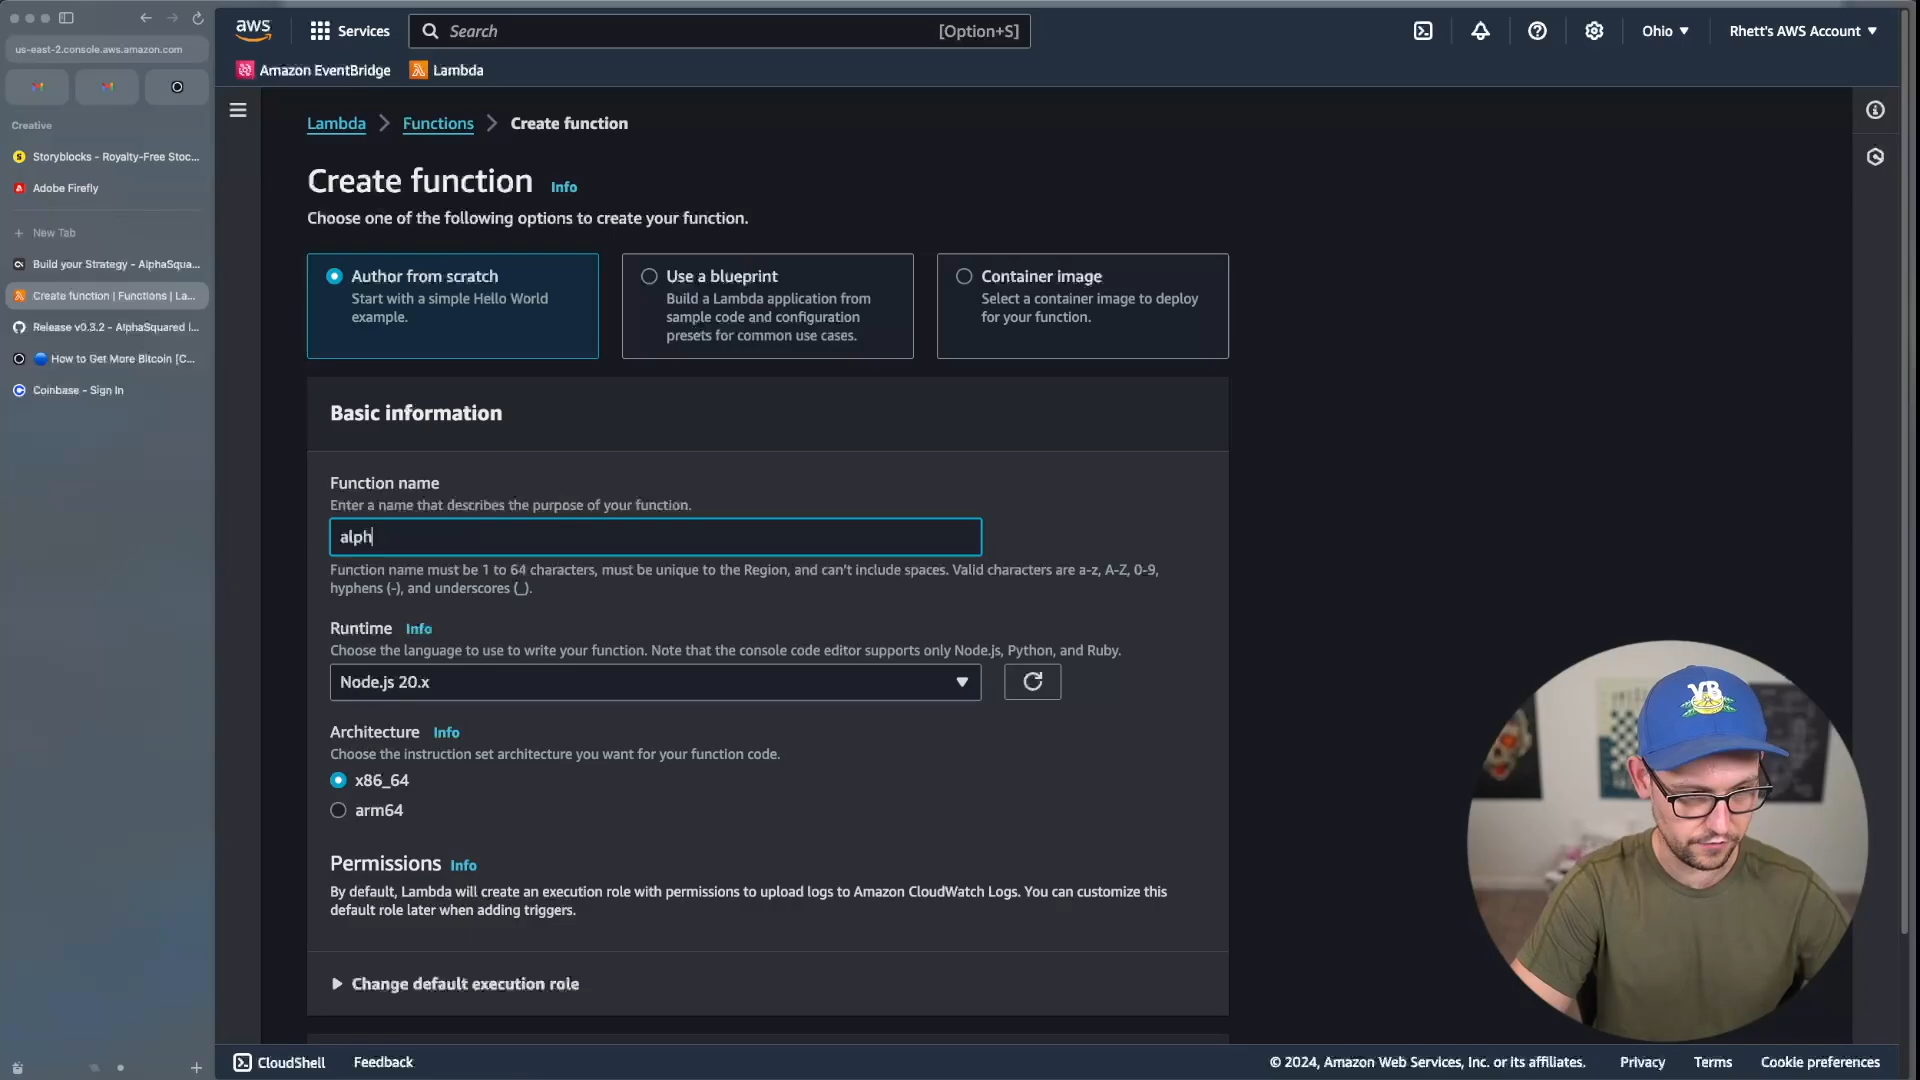 us-east-2.console.aws.amazon.com
Creative
Storyblocks - Royalty-Free Stoc...
Adobe Firefly
New Tab
Build your Strategy - AlphaSqua...
Create function | Functions | La...
Release v0.3.2 - AlphaSquared I...
How to Get More Bitcoin [C...
Coinbase - Sign In
aws
Services
Search
[Option+S]
Ohio
Rhett's AWS Account
Amazon EventBridge
Lambda
Lambda > Functions > Create function
Create function Info
Choose one of the following options to create your function.
Author from scratch
Start with a simple Hello World
example.
Use a blueprint
Build a Lambda application from
sample code and configuration
presets for common use cases.
Container image
Select a container image to deploy
for your function.
Basic information
Function name
Enter a name that describes the purpose of your function.
alph
Function name must be 1 to 64 characters, must be unique to the Region, and can't include spaces. Valid characters are a-z, A-Z, 0-9,
hyphens (-), and underscores (_).
Runtime Info
Choose the language to use to write your function. Note that the console code editor supports only Node.js, Python, and Ruby.
Node.js 20.x
Architecture Info
Choose the instruction set architecture you want for your function code.
x86_64
arm64
Permissions Info
By default, Lambda will create an execution role with permissions to upload logs to Amazon CloudWatch Logs. You can customize this
default role later when adding triggers.
Change default execution role
YB
CloudShell
Feedback
© 2024, Amazon Web Services, Inc. or its affiliates.
Privacy
Terms
Cookie preferences